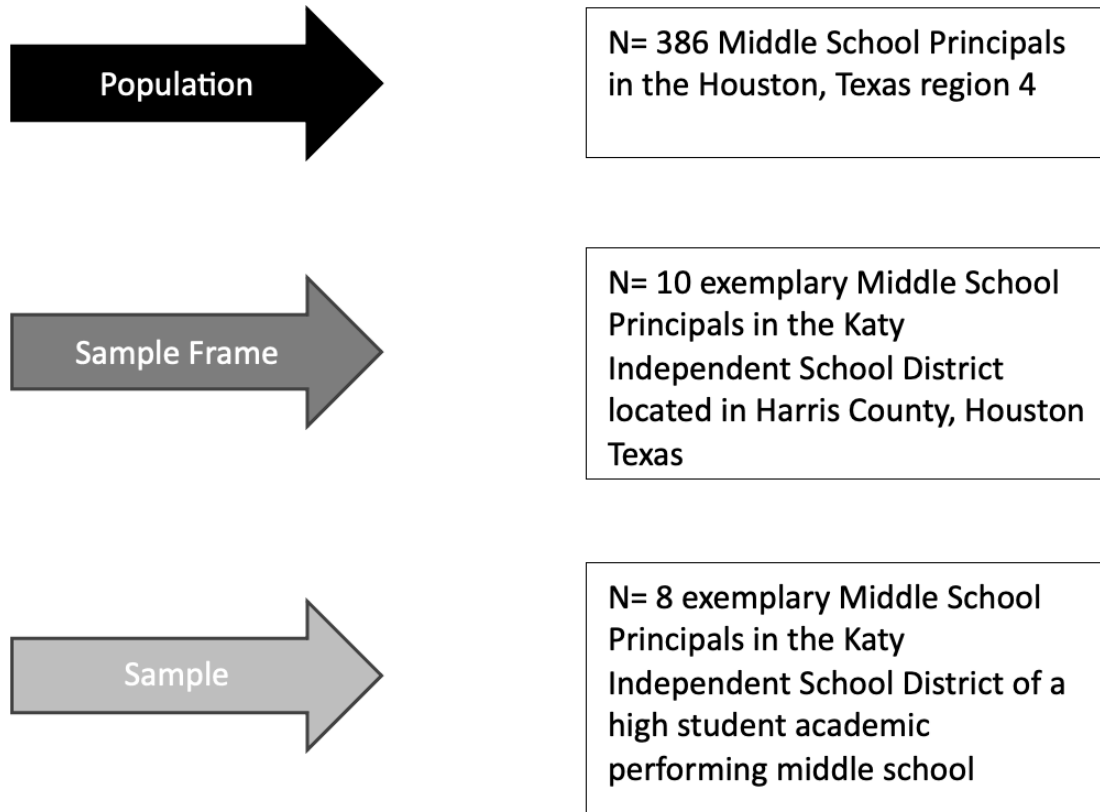 Population
N= 386 Middle School Principals
in the Houston, Texas region 4
Sample Frame
N= 10 exemplary Middle School
Principals in the Katy
Independent School District
located in Harris County, Houston
Texas
Sample
N= 8 exemplary Middle School
Principals in the Katy
Independent School District of a
high student academic
performing middle school